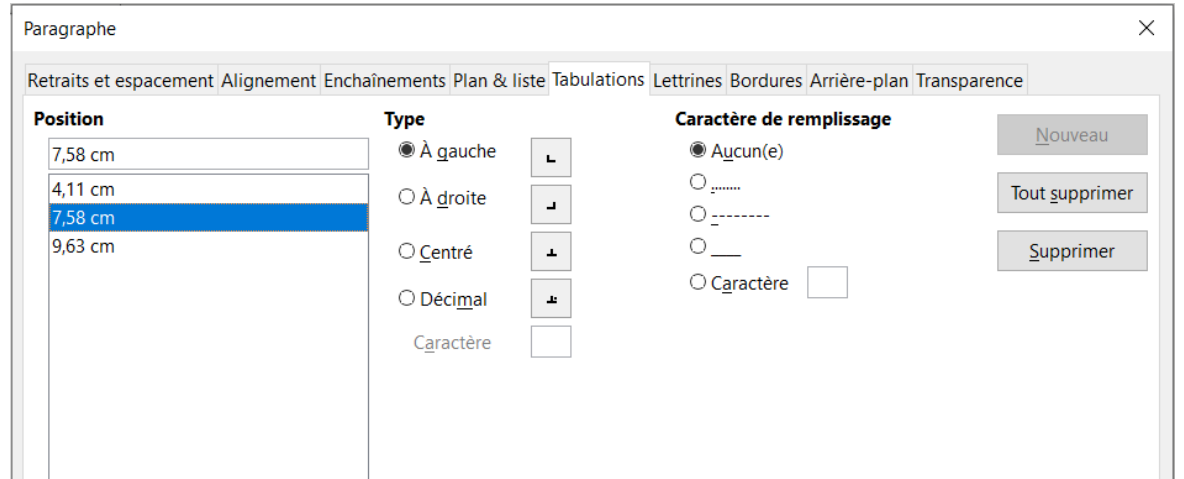 Paragraphe
Retraits et espacement Alignement Enchaînements Plan & liste Tabulations Lettrines Bordures Arrière-plan Transparence
Position
7,58 cm
4,11 cm
7,58 cm
9,63 cm
Type
À gauche
À droite
Centré
Décimal
Caractère
Caractère de remplissage
Aucun(e)
........
--------
____
Caractère
Nouveau
Tout supprimer
Supprimer